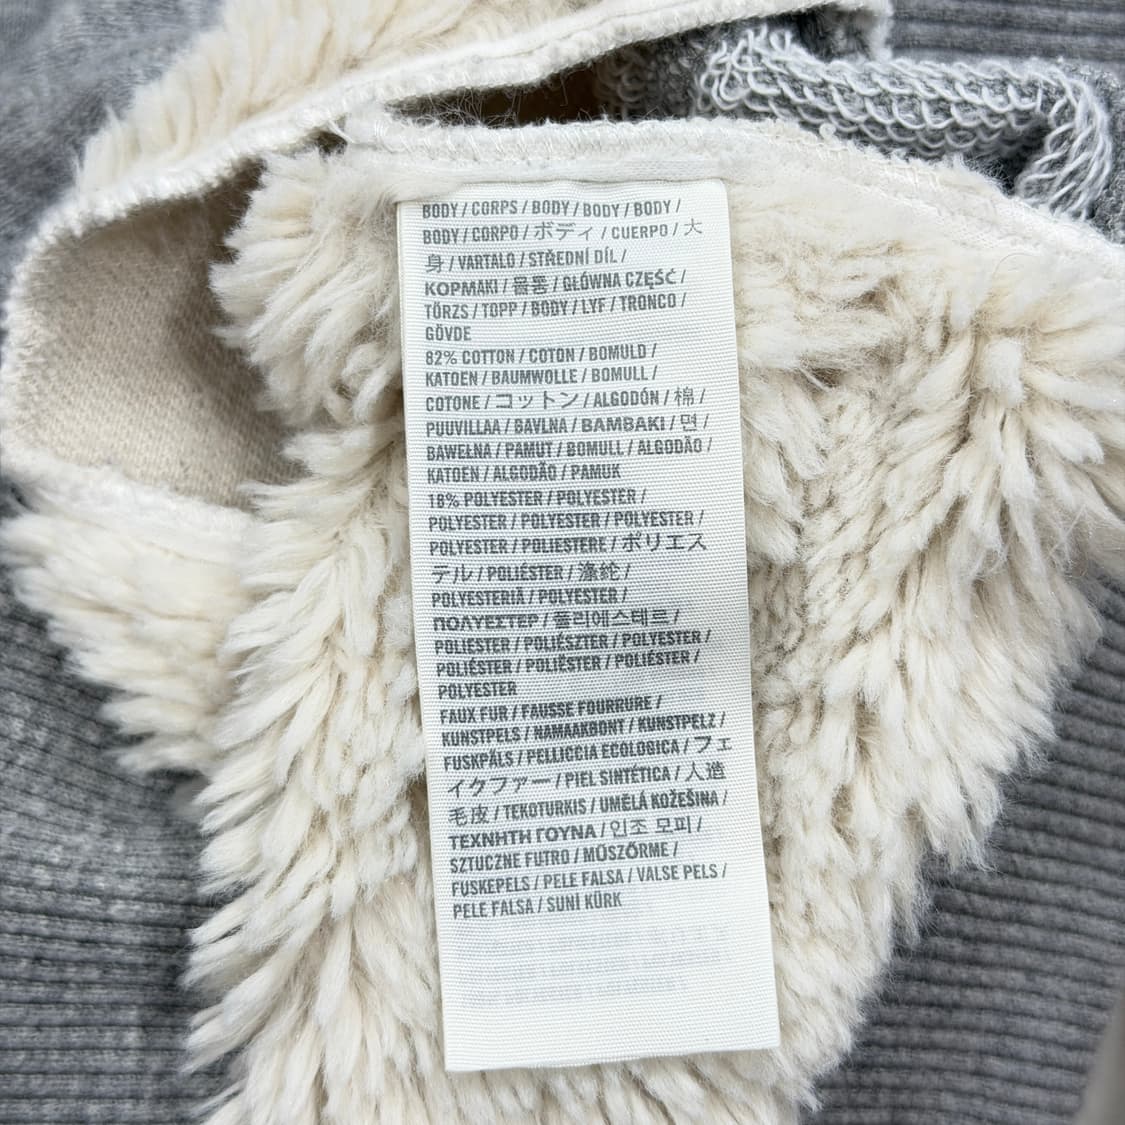 BODY / CORPS / BODY / BODY / BODY /
BODY / CORPO / ボディ / CUERPO / 大
身 / VARTALO / STŘEDNÍ DÍL /
ΚΟΡΜΑΚΙ / 몸통 / GŁÓWNA CZĘŚĆ /
TÖRZS / TOPP / BODY / LYF / TRONCO /
GÖVDE
82% COTTON / COTON / BOMULD /
KATOEN / BAUMWOLLE / BOMULL /
COTONE / コットン / ALGODÓN / 棉 /
PUUVILLAA / BAVLNA / BAMBAKI / 면 /
BAWEŁNA / PAMUT / BOMULL / ALGODÃO /
KATOEN / ALGODÃO / PAMUK
18% POLYESTER / POLYESTER /
POLYESTER / POLYESTER / POLYESTER /
POLYESTER / POLIESTERE / ポリエス
テル / POLIÉSTER / 涤纶 /
POLYESTERIÄ / POLYESTER /
ΠΟΛΥΕΣΤΕΡ / 폴리에스테르 /
POLIESTER / POLIÉSZTER / POLYESTER /
POLIÉSTER / POLIËSTER / POLIÉSTER /
POLYESTER
FAUX FUR / FAUSSE FOURRURE /
KUNSTPELS / NAMAAKBONT / KUNSTPELZ /
FUSKPÄLS / PELLICCIA ECOLOGICA / フェ
イクファー / PIEL SINTÉTICA / 人造
毛皮 / TEKOTURKIS / UMĚLÁ KOŽEŠINA /
ΤΕΧΝΗΤΗ ΓΟΥΝΑ / 인조 모피 /
SZTUCZNE FUTRO / MŰSZŐRME /
FUSKEPELS / PELE FALSA / VALSE PELS /
PELE FALSA / SUNİ KÜRK